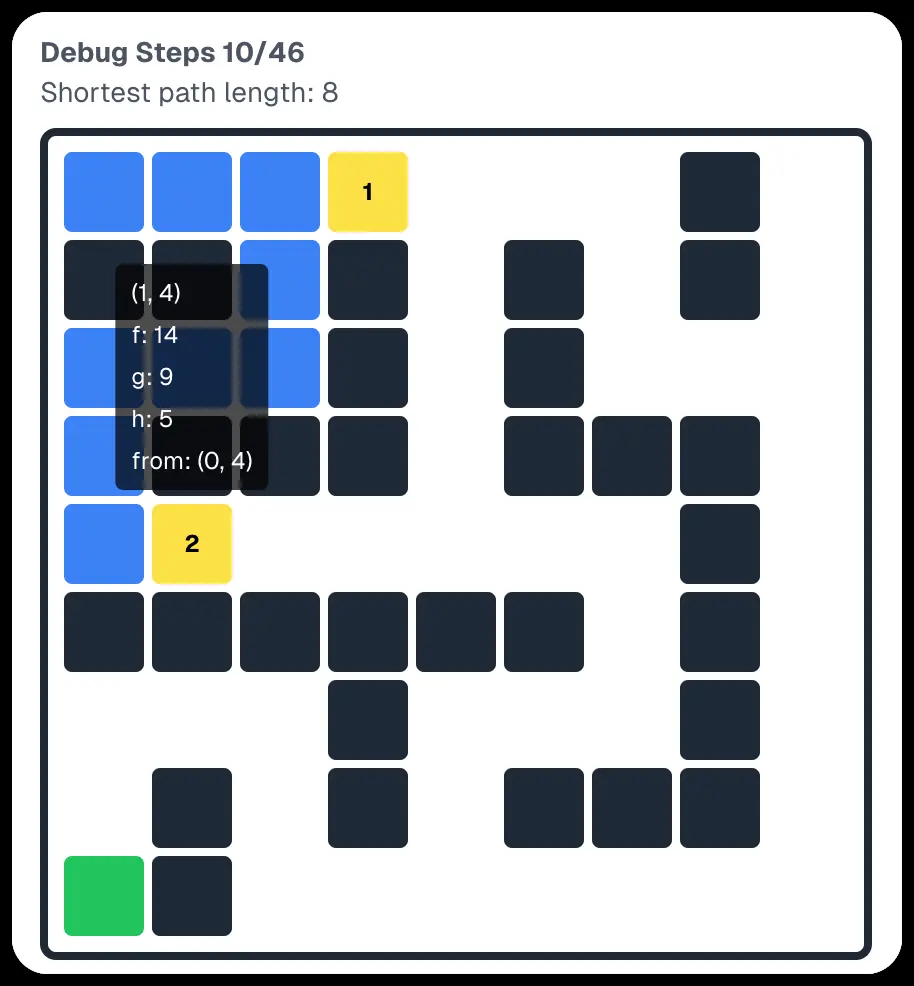 Debug Steps 10/46
Shortest path length: 8
1
(1, 4)
f: 14
g: 9
h: 5
from: (0, 4)
2